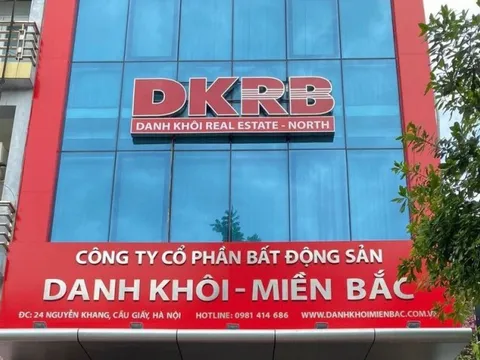 DKRB
DANH KHÔI REAL ESTATE - NORTH
CÔNG TY CỔ PHẦN BẤT ĐỘNG SẢN
DANH KHÔI - MIỀN BẮC
ĐC: 24 NGUYỄN KHANG, CẦU GIẤY, HÀ NỘI HOTLINE: 0981 414 686 - WWW.DANHKHOIMIENBAC.COM.VN